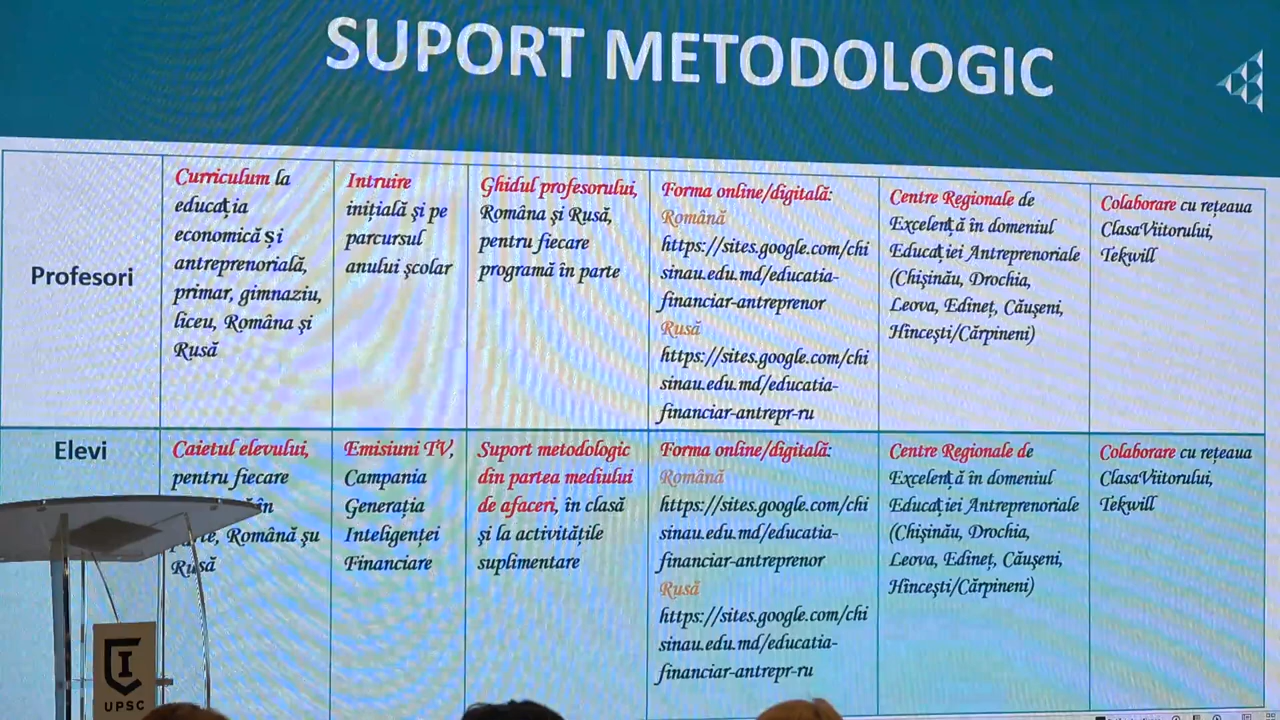 SUPORT METODOLOGIC
Profesori
Curriculum la
educația
economică și
antreprenorială,
primar, gimnaziu,
liceu, Româna și
Rusă
Intruire
inițială și pe
parcursul
anului școlar
Ghidul profesorului,
Româna și Rusă,
pentru fiecare
programă în parte
Forma online/digitală:
Română
https://sites.google.com/chi
sinau.edu.md/educatia-
financiar-antreprenor
Rusă
https://sites.google.com/chi
sinau.edu.md/educatia-
financiar-antrepr-ru
Centre Regionale de
Excelență în domeniul
Educației Antreprenoriale
(Chișinău, Drochia,
Leova, Edineț, Căușeni,
Hîncești/Cărpineni)
Colaborare cu rețeaua
ClasaViitorului,
Tekwill
Elevi
Caietul elevului,
pentru fiecare
în
Română șu
Rusă
Emisiuni TV,
Campania
Generația
Inteligenței
Financiare
Suport metodologic
din partea mediului
de afaceri, în clasă
și la activitățile
suplimentare
Forma online/digitală:
Română
https://sites.google.com/chi
sinau.edu.md/educatia-
financiar-antreprenor
Rusă
https://sites.google.com/chi
sinau.edu.md/educatia-
financiar-antrepr-ru
Centre Regionale de
Excelență în domeniul
Educației Antreprenoriale
(Chișinău, Drochia,
Leova, Edineț, Căușeni,
Hîncești/Cărpineni)
Colaborare cu rețeaua
ClasaViitorului,
Tekwill
UPSC